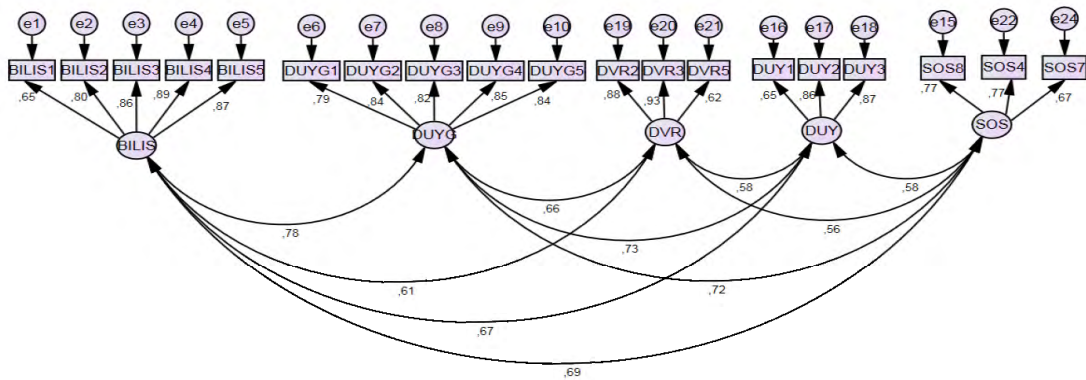 e1 e2 e3 e4 e5 e6 e7 e8 e9 e10 e19 e20 e21 e16 e17 e18 e15 e22 e24
BILIS1 BILIS2 BILIS3 BILIS4 BILIS5 DUYG1 DUYG2 DUYG3 DUYG4 DUYG5 DVR2 DVR3 DVR5 DUY1 DUY2 DUY3 SOS8 SOS4 SOS7
,65 ,80 ,86 ,89 ,87 ,79 ,84 ,82 ,85 ,84 ,88 ,93 ,62 ,65 ,86 ,87 ,77 ,77 ,67
BILIS DUYG DVR DUY SOS
,58 ,58
,66
,78 ,73 ,56
,61 ,72
,67
,69